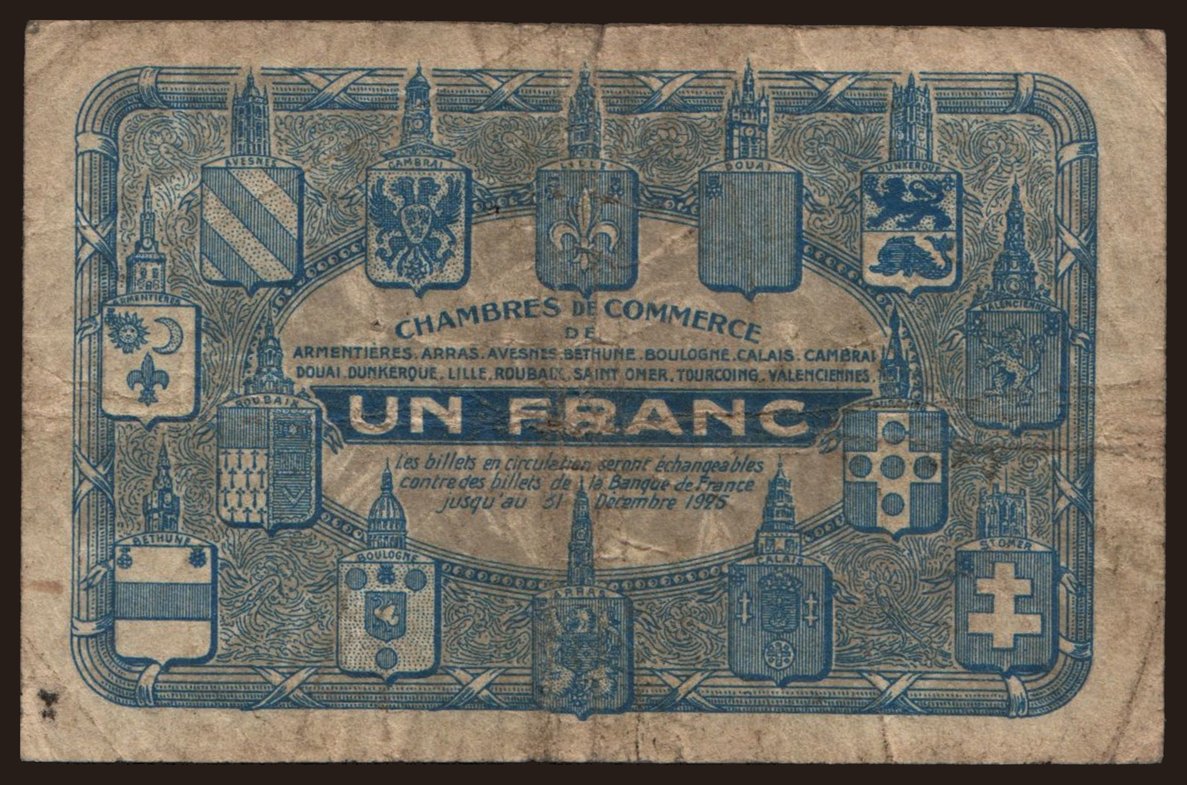 AVESNES
CAMBRAI
LILLE
DOUAI
DUNKERQUE
ARMENTIERES
VALENCIENNES
CHAMBRES DE COMMERCE
DE
ARMENTIÈRES. ARRAS. AVESNES. BETHUNE. BOULOGNE. CALAIS. CAMBRAI
DOUAI. DUNKERQUE. LILLE. ROUBAIX. SAINT OMER. TOURCOING. VALENCIENNES
ROUBAIX
UN FRANC
Les billets en circulation seront échangeables
contre des billets de la Banque de France
jusqu'au 31 Décembre 1925
BETHUNE
BOULOGNE
ARRAS
CALAIS
ST OMER